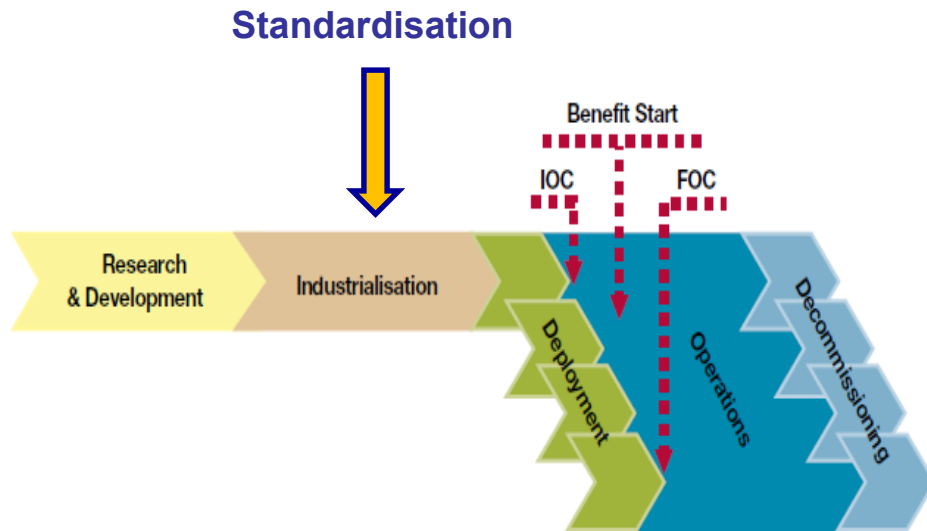 Standardisation
Benefit Start
IOC
FOC
Research
& Development
Industrialisation
Deployment
Operations
Decommissioning